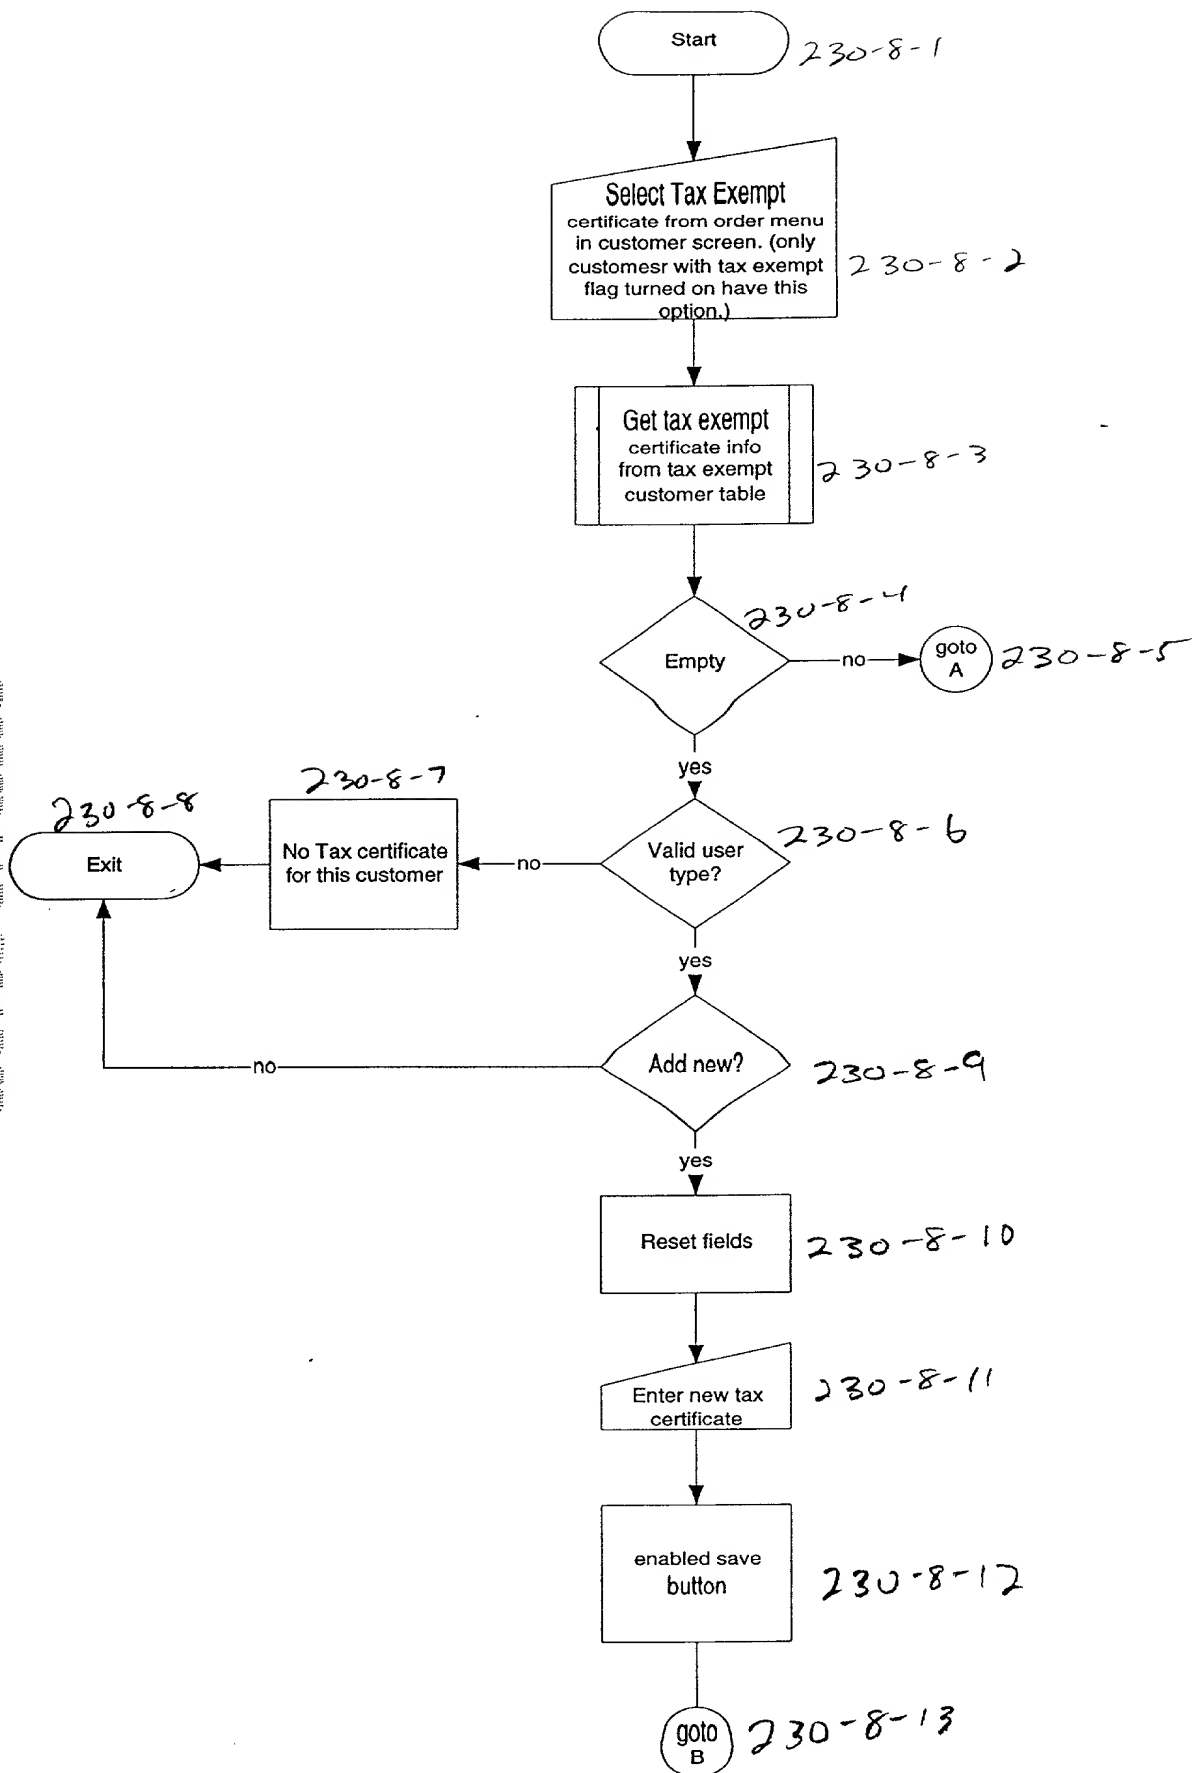 Start
230-8-1
Select Tax Exempt
certificate from order menu
in customer screen. (only
customesr with tax exempt
flag turned on have this
option.)
230-8-2
Get tax exempt
certificate info
from tax exempt
customer table
230-8-3
230-8-4
Empty
no
goto
A
230-8-5
yes
230-8-8
Exit
230-8-7
No Tax certificate
for this customer
no
Valid user
type?
230-8-6
yes
no
Add new?
230-8-9
yes
Reset fields
230-8-10
Enter new tax
certificate
230-8-11
enabled save
button
230-8-12
goto
B
230-8-13